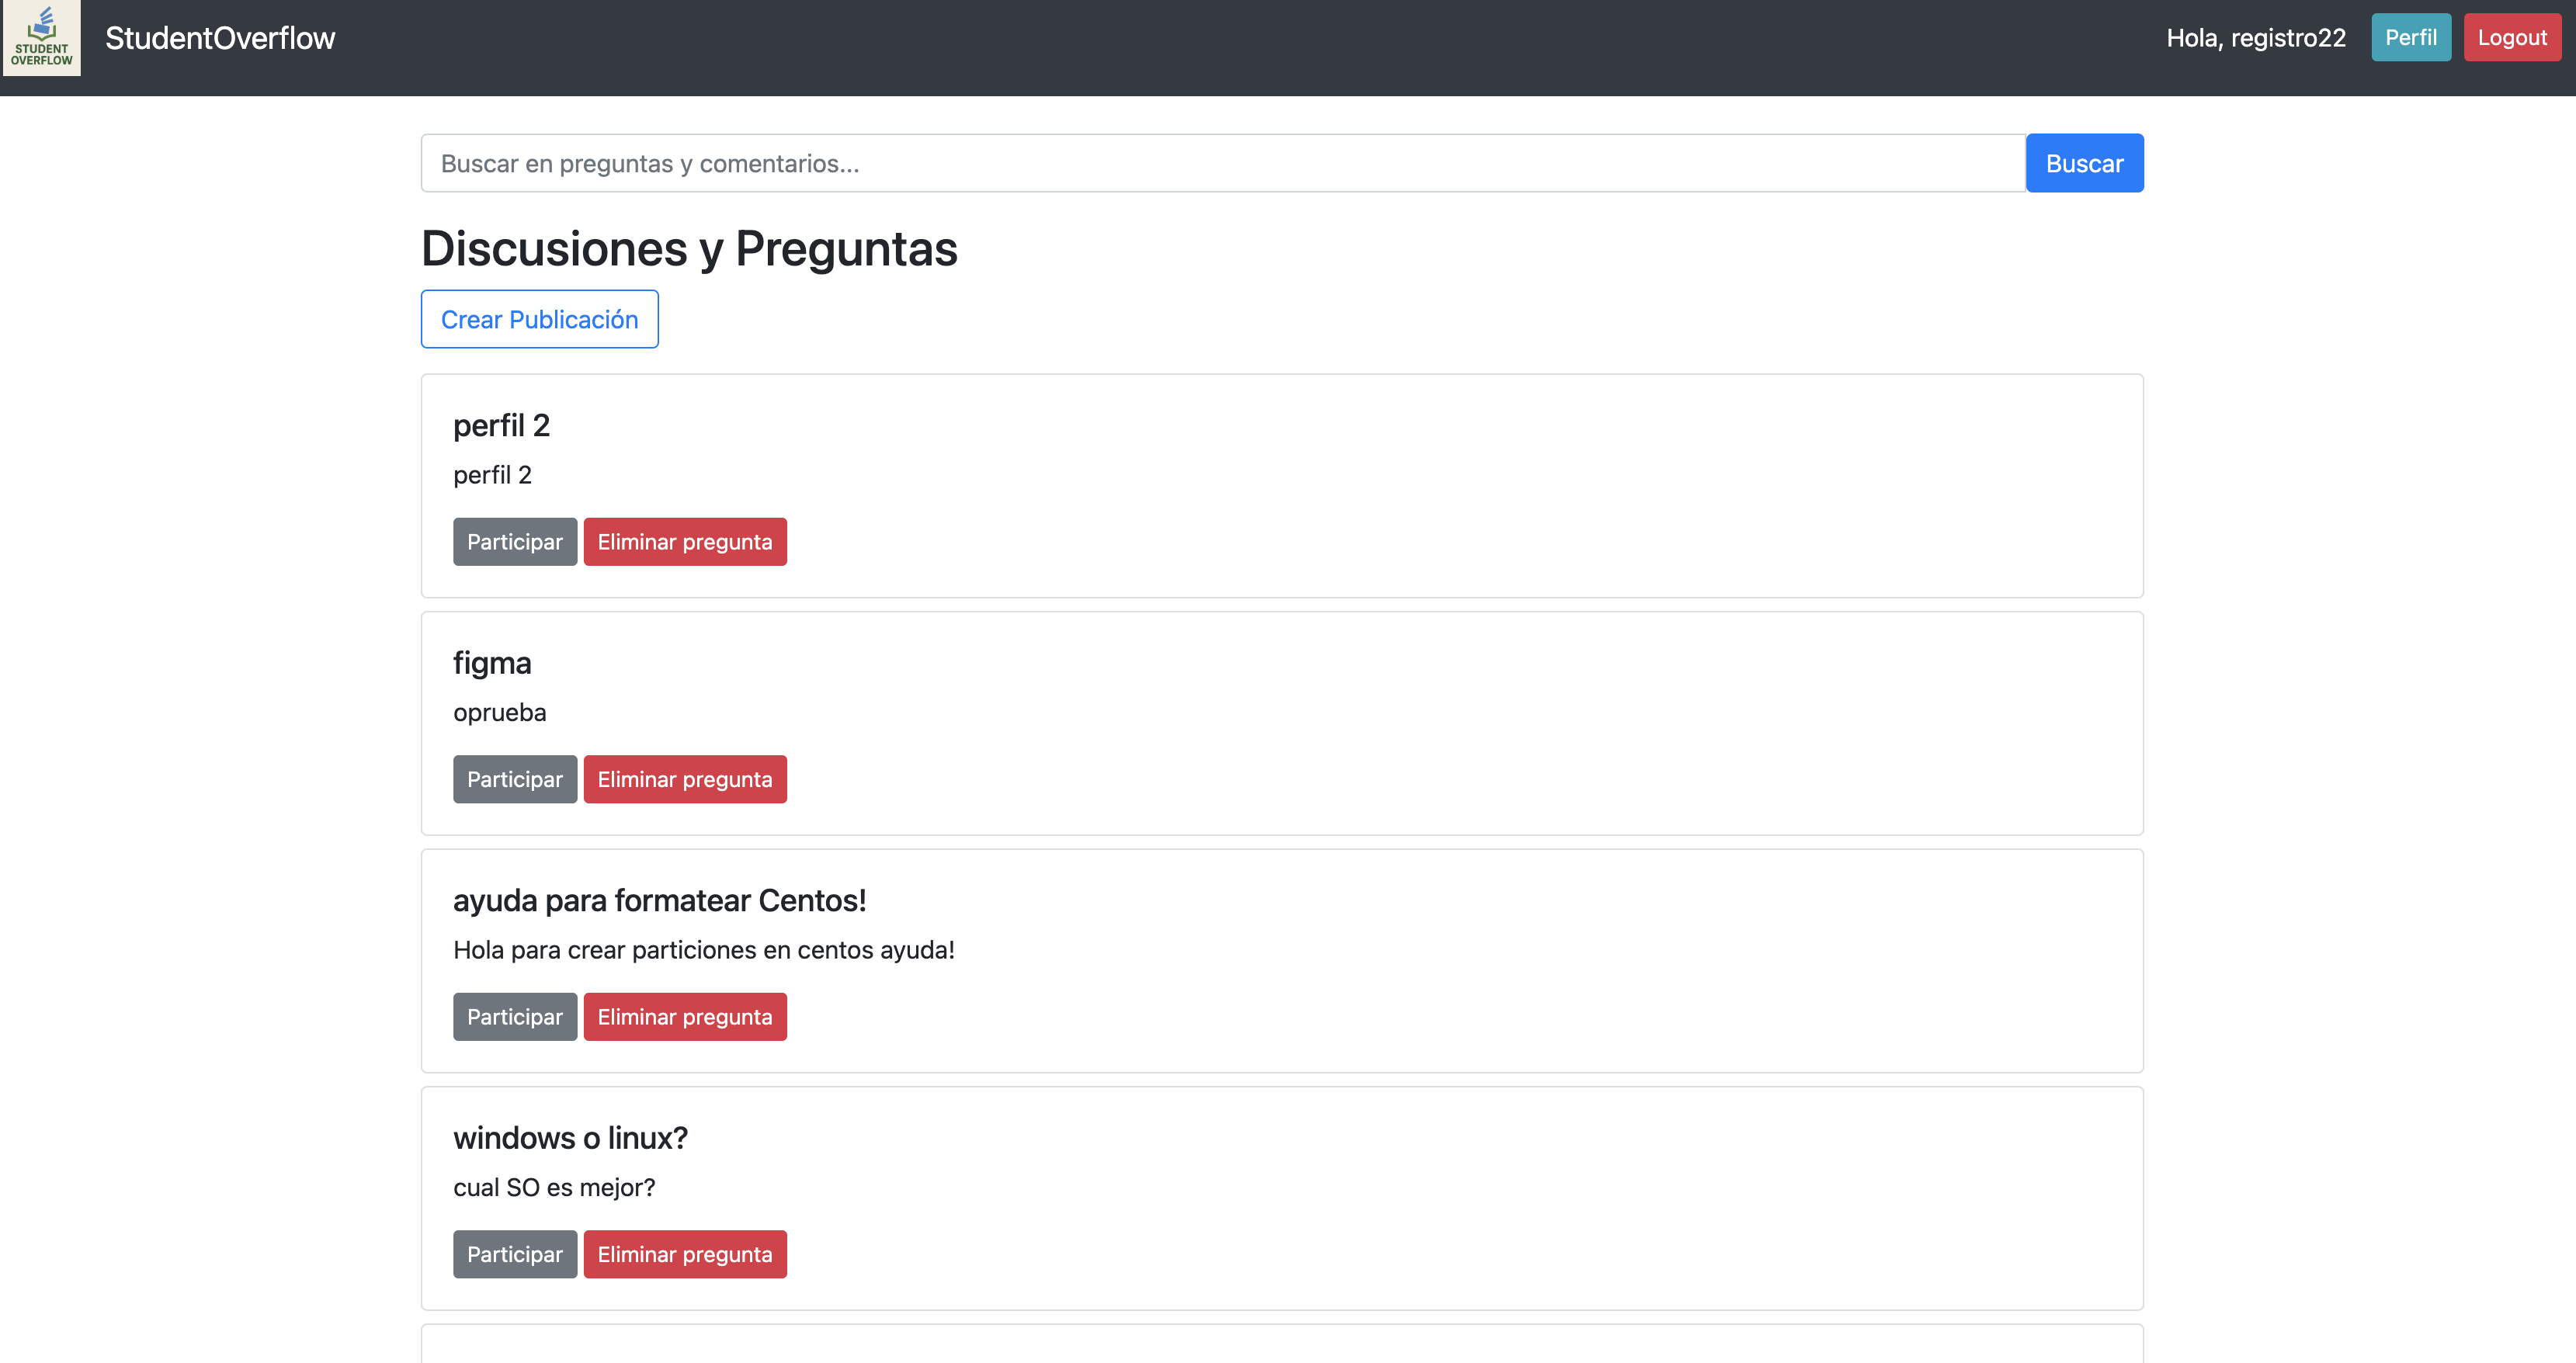 STUDENT
OVERFLOW
StudentOverflow
Hola, registro22
Perfil
Logout
Buscar en preguntas y comentarios...
Buscar
Discusiones y Preguntas
Crear Publicación
perfil 2
perfil 2
Participar
Eliminar pregunta
figma
oprueba
Participar
Eliminar pregunta
ayuda para formatear Centos!
Hola para crear particiones en centos ayuda!
Participar
Eliminar pregunta
windows o linux?
cual SO es mejor?
Participar
Eliminar pregunta